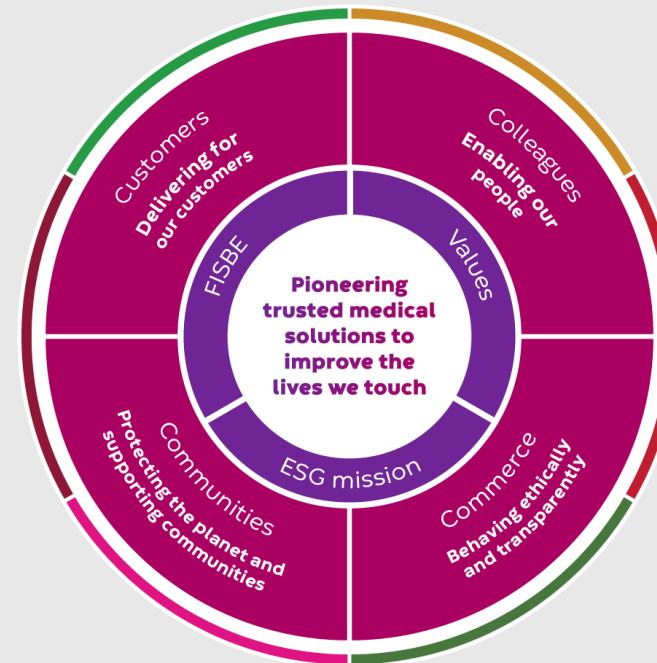 Customers
Delivering for
our customers
Colleagues
Enabling our
people
FISBE
Values
Pioneering
trusted medical
solutions to
improve the
lives we touch
ESG mission
Communities
Protecting the planet and
supporting communities
Commerce
Behaving ethically
and transparently